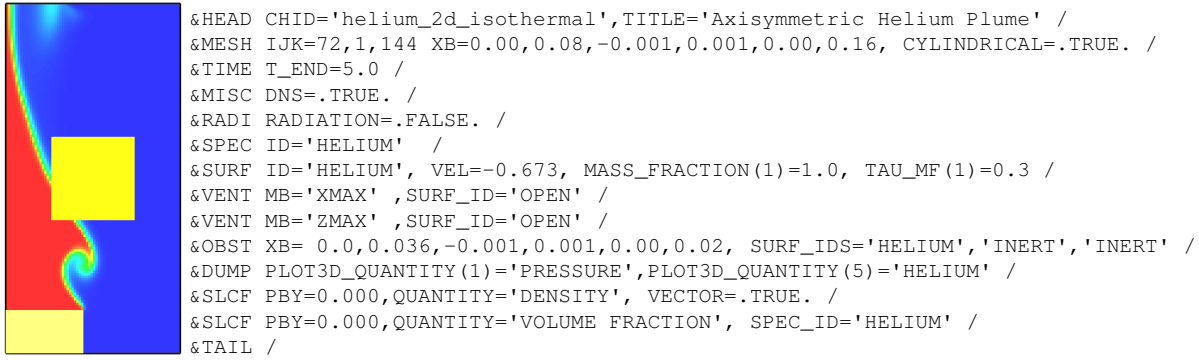 &HEAD CHID='helium_2d_isothermal',TITLE='Axisymmetric Helium Plume' /
&MESH IJK=72,1,144 XB=0.00,0.08,-0.001,0.001,0.00,0.16, CYLINDRICAL=.TRUE. /
&TIME T_END=5.0 /
&MISC DNS=.TRUE. /
&RADI RADIATION=.FALSE. /
&SPEC ID='HELIUM'  /
&SURF ID='HELIUM', VEL=-0.673, MASS_FRACTION(1)=1.0, TAU_MF(1)=0.3 /
&VENT MB='XMAX' ,SURF_ID='OPEN' /
&VENT MB='ZMAX' ,SURF_ID='OPEN' /
&OBST XB= 0.0,0.036,-0.001,0.001,0.00,0.02, SURF_IDS='HELIUM','INERT','INERT' /
&DUMP PLOT3D_QUANTITY(1)='PRESSURE',PLOT3D_QUANTITY(5)='HELIUM' /
&SLCF PBY=0.000,QUANTITY='DENSITY', VECTOR=.TRUE. /
&SLCF PBY=0.000,QUANTITY='VOLUME FRACTION', SPEC_ID='HELIUM' /
&TAIL /